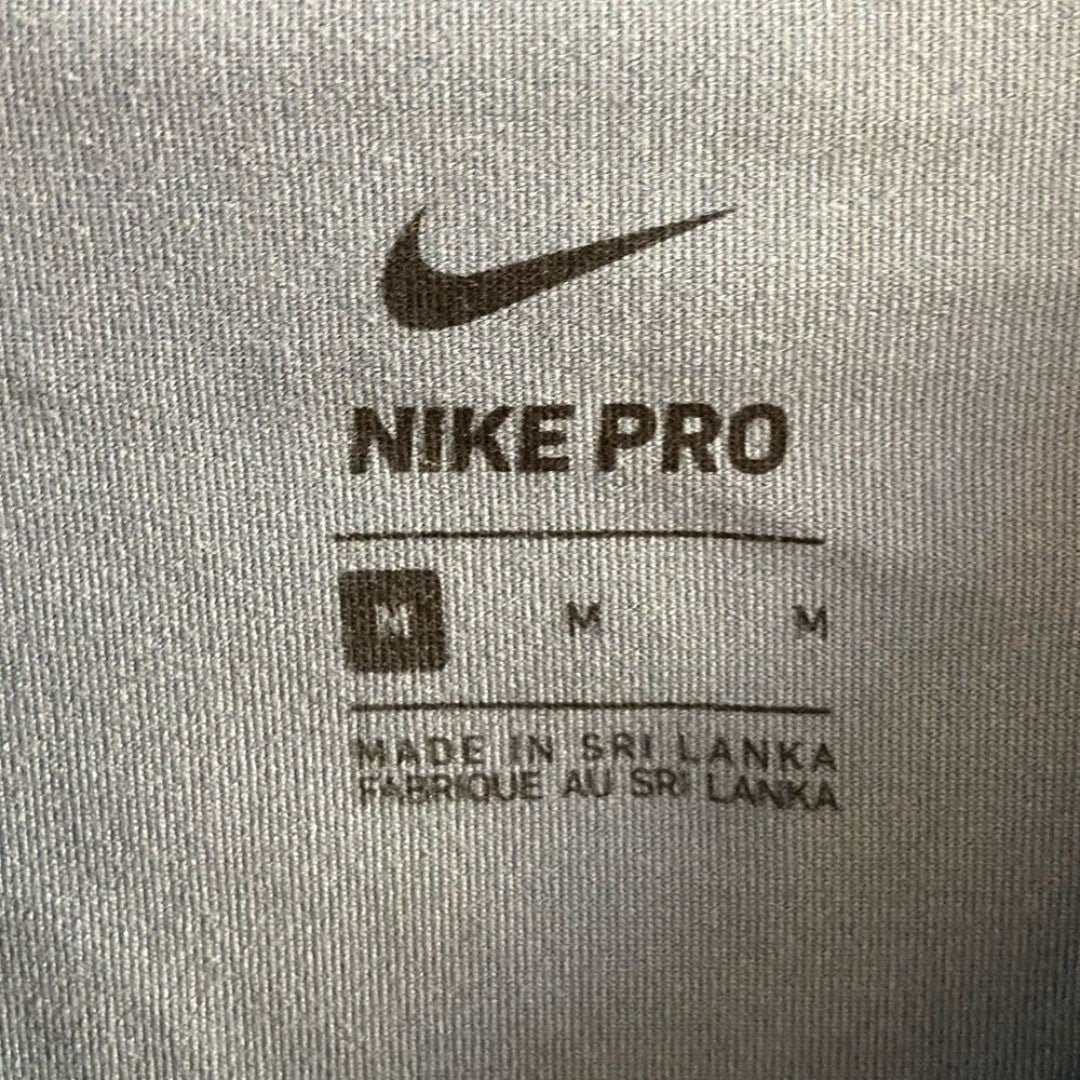 NIKE PRO
M M M
MADE IN SRI LANKA
FABRIQUE AU SRI LANKA